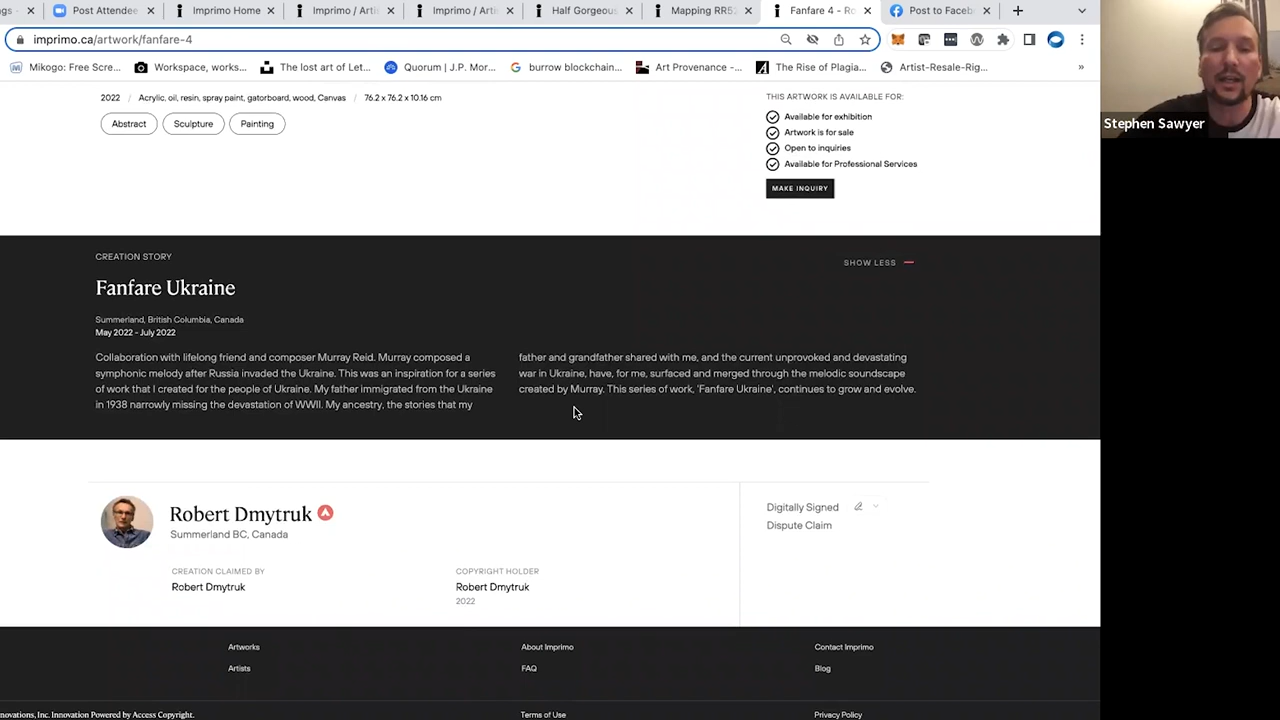 gs -
Post Attendee
Imprimo Home
Imprimo / Arti
Imprimo / Arti
Half Gorgeous
Mapping RR52
Fanfare 4 - Ro
Post to Faceb
imprimo.ca/artwork/fanfare-4
Mikogo: Free Scre...
Workspace, works...
The lost art of Let...
Quorum | J.P. Mor...
burrow blockchain...
Art Provenance -...
The Rise of Plagia...
Artist-Resale-Rig...
»
Stephen Sawyer
2022 / Acrylic, oil, resin, spray paint, gatorboard, wood, Canvas / 76.2 x 76.2 x 10.16 cm
Abstract
Sculpture
Painting
THIS ARTWORK IS AVAILABLE FOR:
Available for exhibition
Artwork is for sale
Open to inquiries
Available for Professional Services
MAKE INQUIRY
CREATION STORY
SHOW LESS
Fanfare Ukraine
Summerland, British Columbia, Canada
May 2022 - July 2022
Collaboration with lifelong friend and composer Murray Reid. Murray composed a
symphonic melody after Russia invaded the Ukraine. This was an inspiration for a series
of work that I created for the people of Ukraine. My father immigrated from the Ukraine
in 1938 narrowly missing the devastation of WWII. My ancestry, the stories that my
father and grandfather shared with me, and the current unprovoked and devastating
war in Ukraine, have, for me, surfaced and merged through the melodic soundscape
created by Murray. This series of work, 'Fanfare Ukraine', continues to grow and evolve.
Robert Dmytruk
Summerland BC, Canada
CREATION CLAIMED BY
Robert Dmytruk
COPYRIGHT HOLDER
Robert Dmytruk
2022
Digitally Signed
Dispute Claim
Artworks
Artists
About Imprimo
FAQ
Contact Imprimo
Blog
novations, Inc. Innovation Powered by Access Copyright.
Terms of Use
Privacy Policy